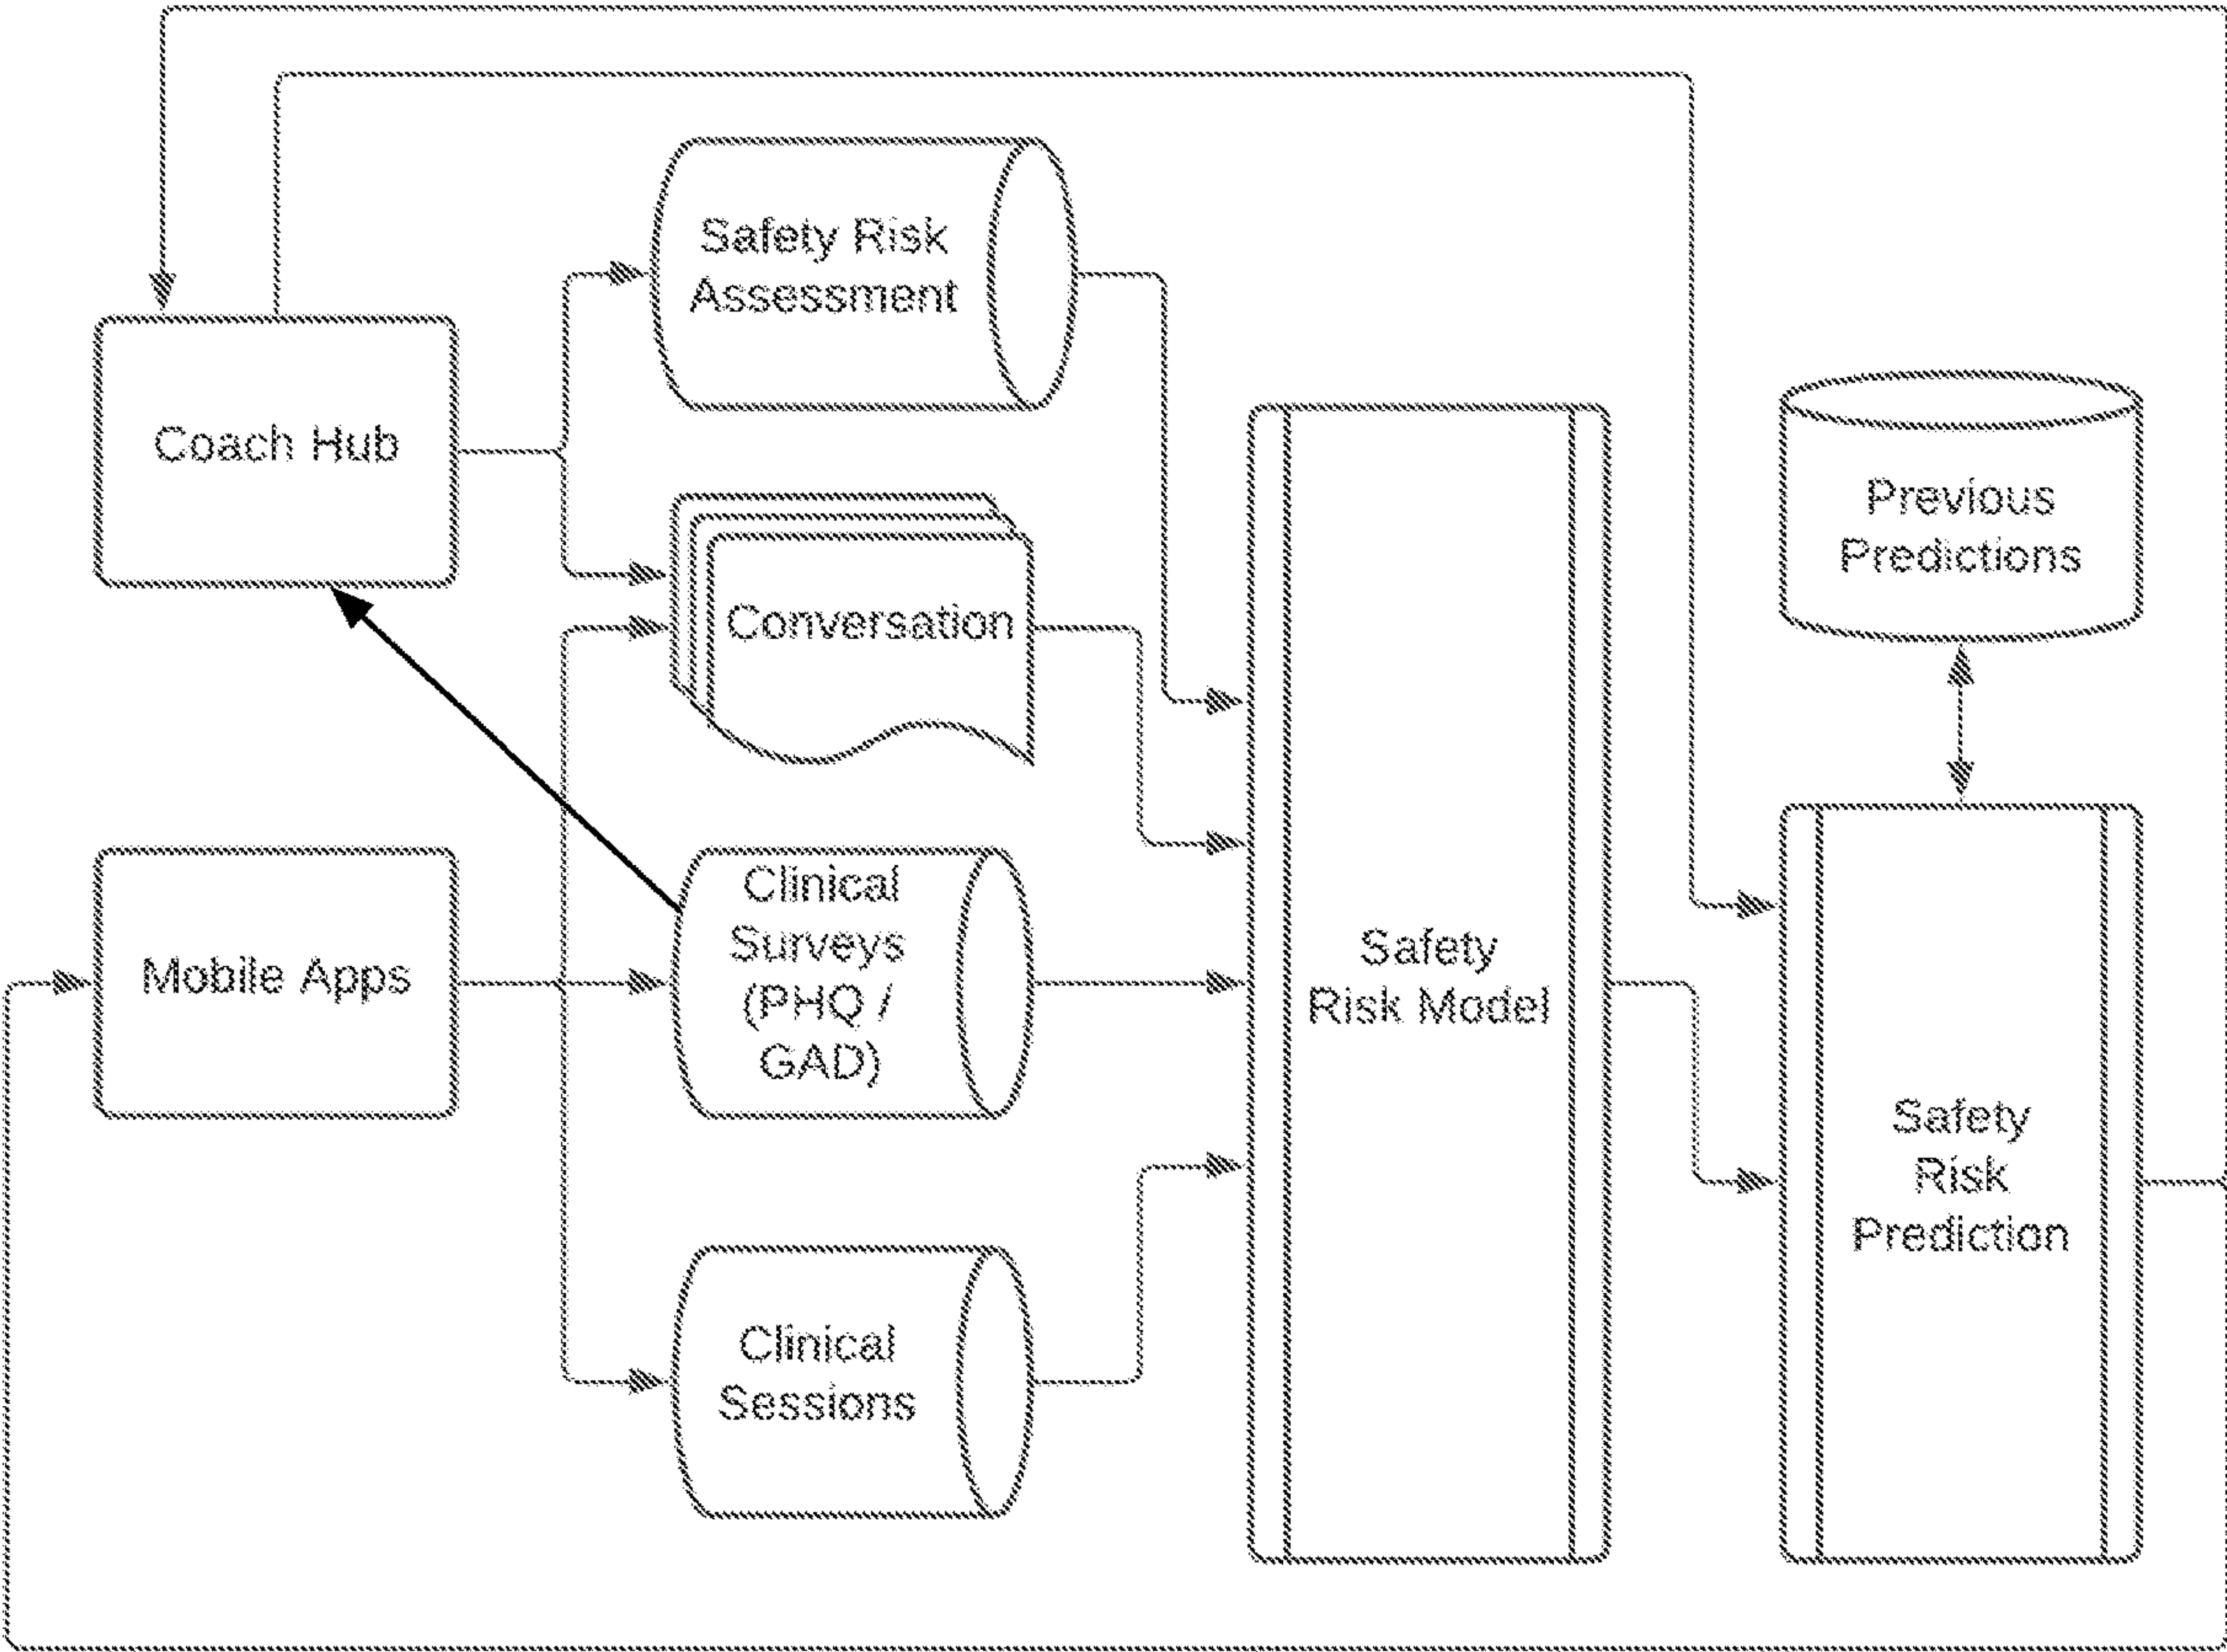 Safety Risk
Assessment
Coach Hub
Previous
Predictions
Conversation
Clinical
Surveys
(PHQ /
GAD)
Mobile Apps
Safety
Risk Model
Safety
Risk
Prediction
Clinical
Sessions